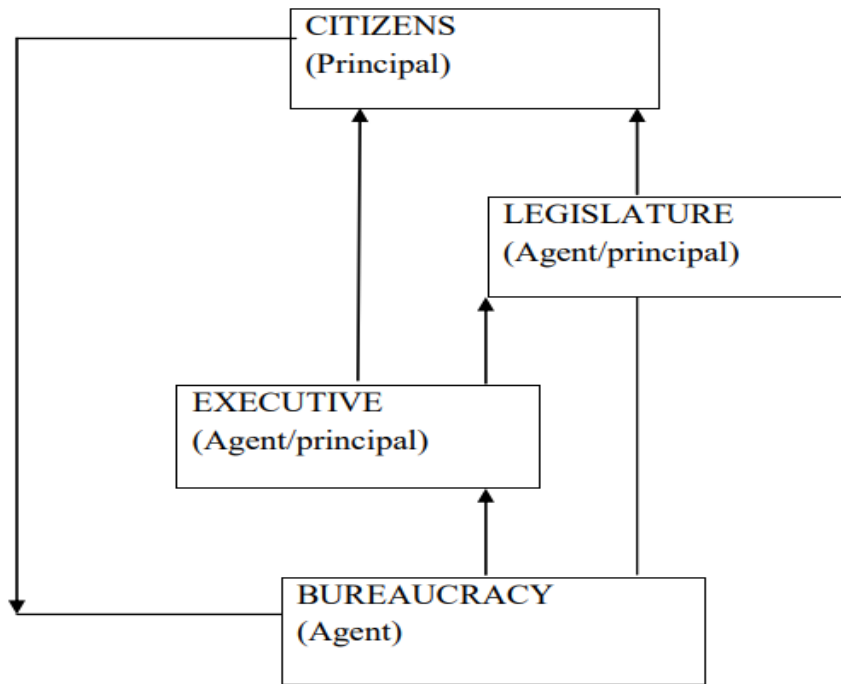 CITIZENS
(Principal)
LEGISLATURE
(Agent/principal)
EXECUTIVE
(Agent/principal)
BUREAUCRACY
(Agent)